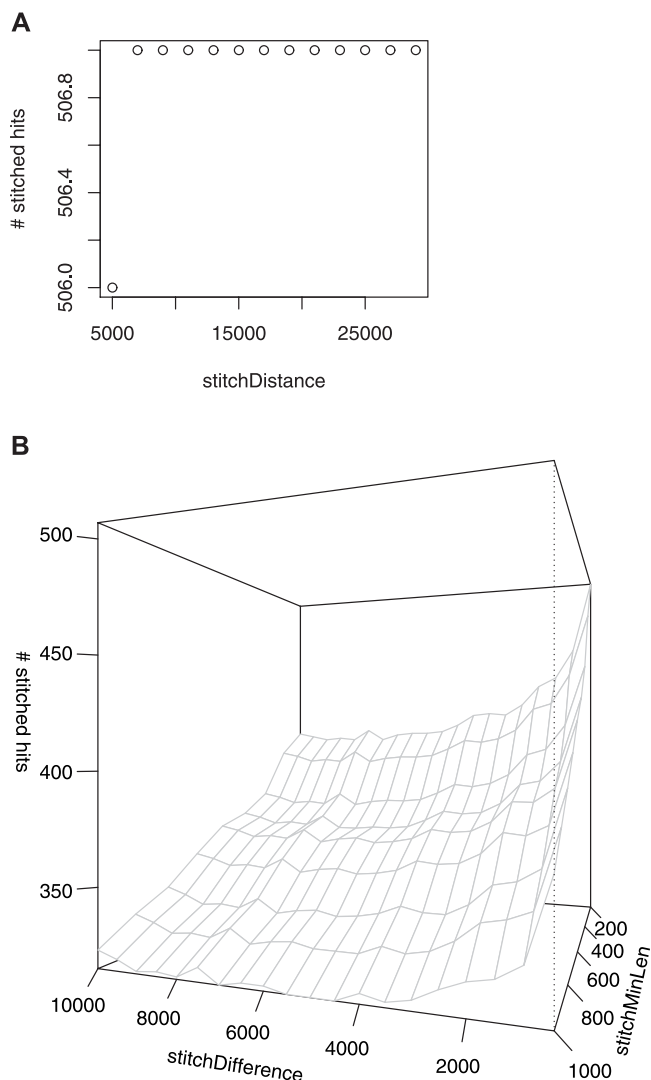 A
# stitched hits
506.8
506.4
506.0
5000
15000
25000
stitchDistance
B
500
450
400
350
# stitched hits
10000
8000
6000
4000
2000
stitchDifference
200
400
600
800
1000
stitchMinLen